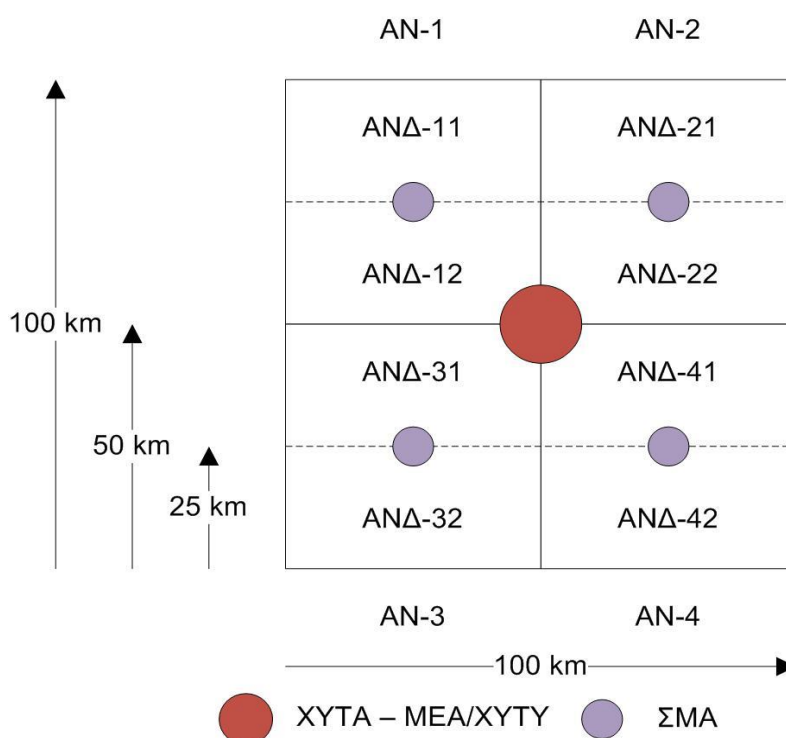 ΑΝ-1 ΑΝ-2
ΑΝΔ-11 ΑΝΔ-21
ΑΝΔ-12 ΑΝΔ-22
100 km
ΑΝΔ-31 ΑΝΔ-41
50 km
25 km
ΑΝΔ-32 ΑΝΔ-42
ΑΝ-3 ΑΝ-4
100 km
ΧΥΤΑ – ΜΕΑ/ΧΥΤΥ ΣΜΑ